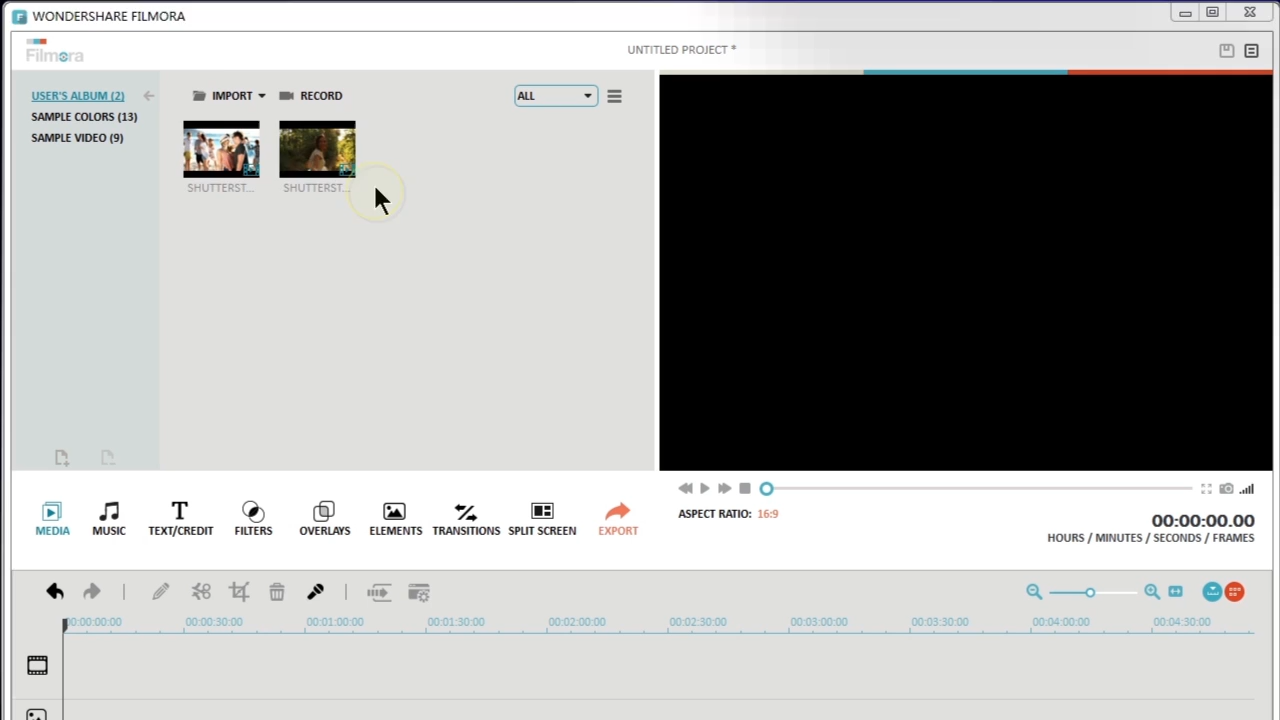 WONDERSHARE FILMORA
Filmora
UNTITLED PROJECT *
USER'S ALBUM (2)
SAMPLE COLORS (13)
SAMPLE VIDEO (9)
IMPORT
RECORD
ALL
SHUTTERST...
SHUTTERST...
MEDIA
MUSIC
TEXT/CREDIT
FILTERS
OVERLAYS
ELEMENTS
TRANSITIONS
SPLIT SCREEN
EXPORT
ASPECT RATIO: 16:9
00:00:00.00
HOURS / MINUTES / SECONDS / FRAMES
00:00:00:00
00:00:30:00
00:01:00:00
00:01:30:00
00:02:00:00
00:02:30:00
00:03:00:00
00:03:30:00
00:04:00:00
00:04:30:00